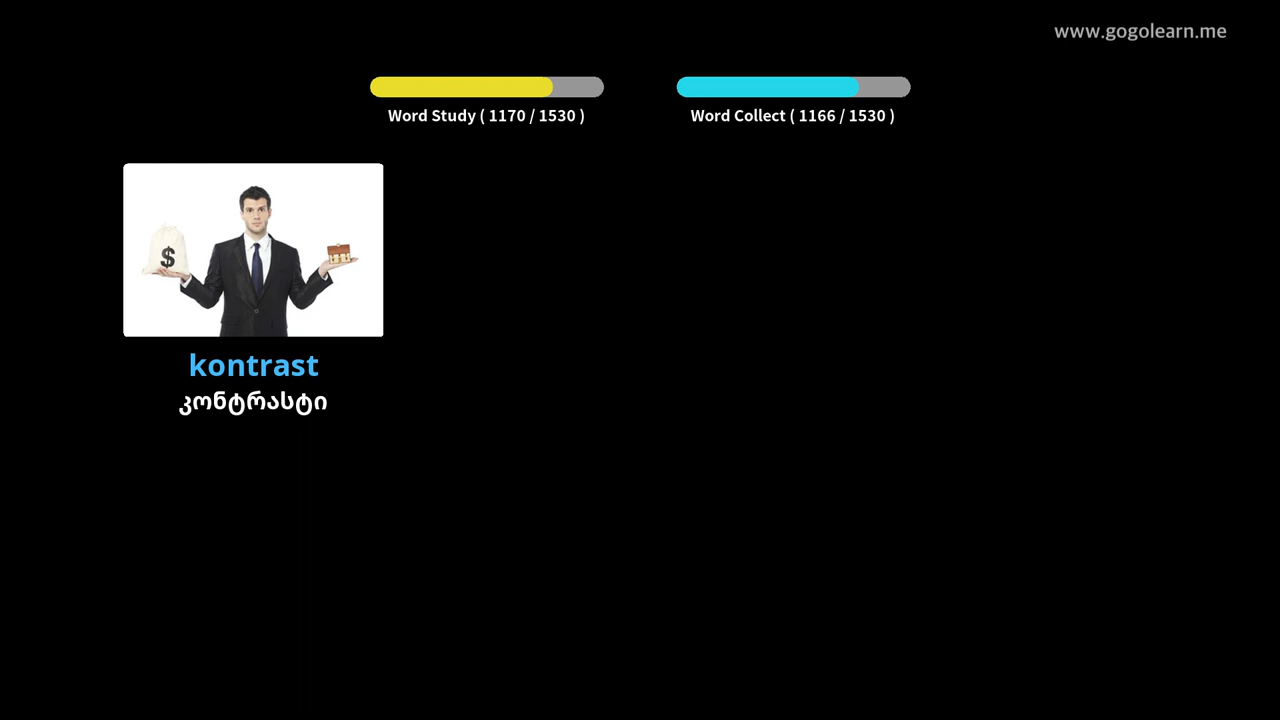 www.gogolearn.me
Word Study ( 1170 / 1530 )
Word Collect ( 1166 / 1530 )
$
kontrast
კონტრასტი